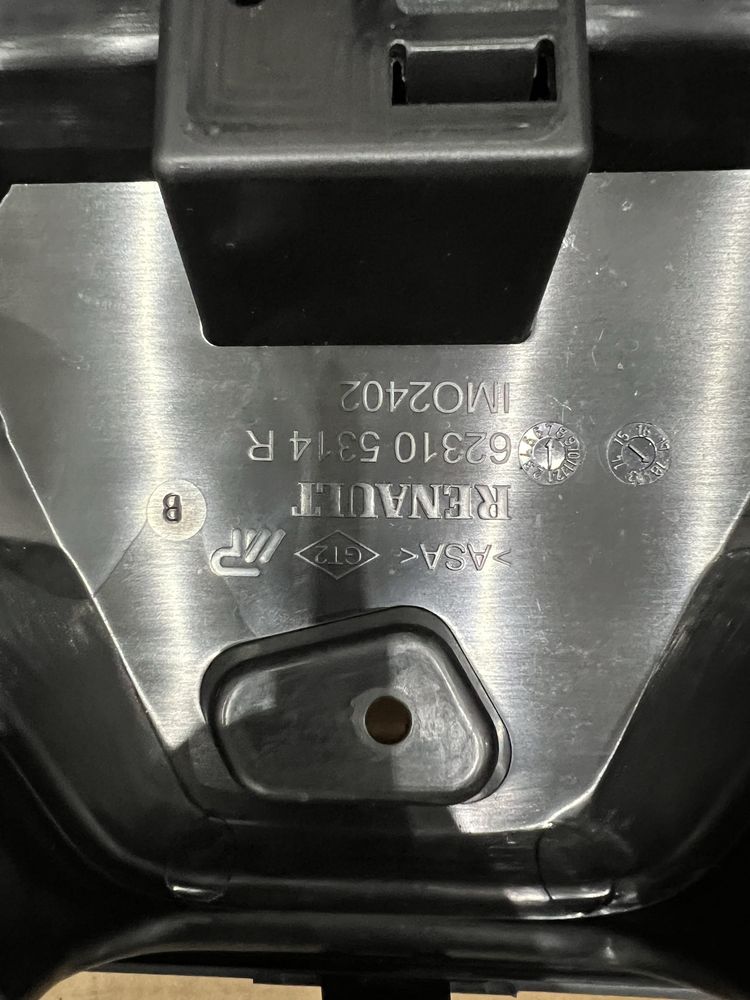 >ASA< GT2
RENAULT B
62310 5314 R
IMO2402